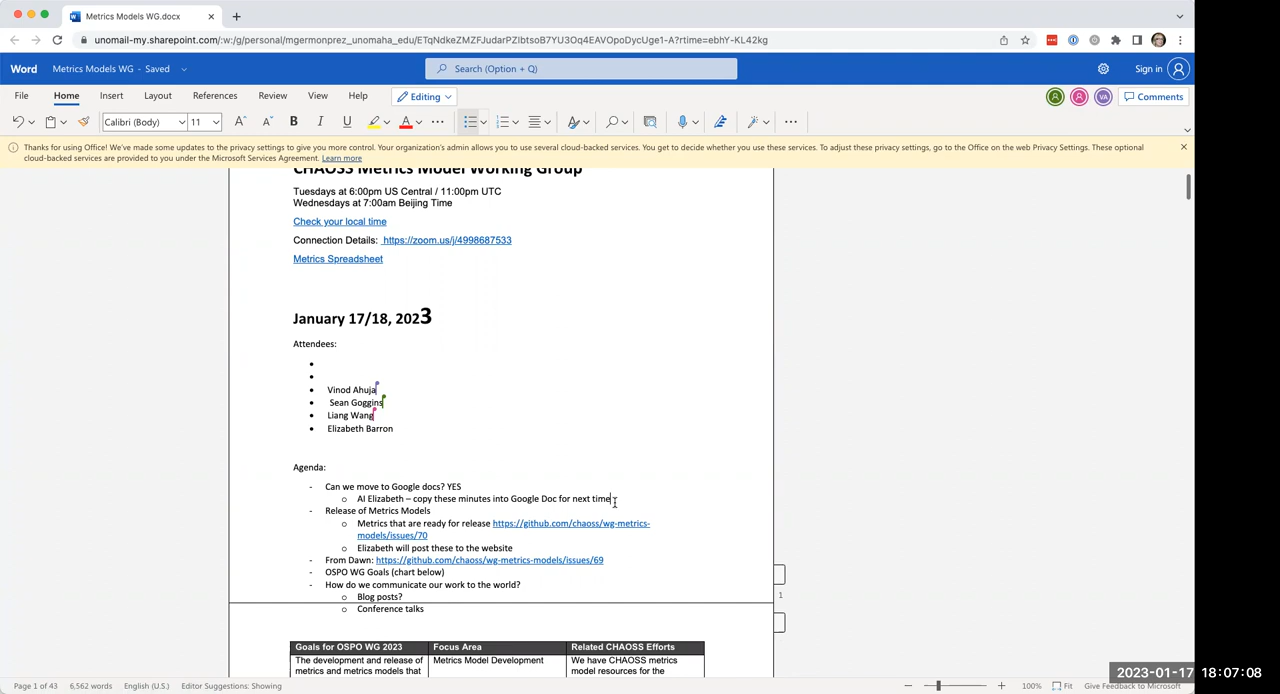 Metrics Models WG.docx
unomail-my.sharepoint.com/:w:/g/personal/mgermonprez_unomaha_edu/ETqNdkeZMZFJudarPZIbtsoB7YU3Oq4EAVOpoDycUge1-A?rtime=ebhY-KL42kg
Word Metrics Models WG - Saved Search (Option + Q) Sign in
File Home Insert Layout References Review View Help Editing VA Comments
Calibri (Body) 11 B I U A
Thanks for using Office! We've made some updates to the privacy settings to give you more control. Your organization's admin allows you to use several cloud-backed services. You get to decide whether you use these services. To adjust these privacy settings, go to the Office on the web Privacy Settings. These optional
cloud-backed services are provided to you under the Microsoft Services Agreement. Learn more
CHAOSS Metrics Model Working Group
Tuesdays at 6:00pm US Central / 11:00pm UTC
Wednesdays at 7:00am Beijing Time
Check your local time
Connection Details: https://zoom.us/j/4998687533
Metrics Spreadsheet
January 17/18, 2023
Attendees:
• Vinod Ahuja
• Sean Goggins
• Liang Wang
• Elizabeth Barron
Agenda:
- Can we move to Google docs? YES
o AI Elizabeth – copy these minutes into Google Doc for next time
- Release of Metrics Models
o Metrics that are ready for release https://github.com/chaoss/wg-metrics-
models/issues/70
o Elizabeth will post these to the website
- From Dawn: https://github.com/chaoss/wg-metrics-models/issues/69
- OSPO WG Goals (chart below)
- How do we communicate our work to the world?
o Blog posts?
1
o Conference talks
Goals for OSPO WG 2023 Focus Area Related CHAOSS Efforts
The development and release of Metrics Model Development We have CHAOSS metrics
metrics and metrics models that model resources for the
2023-01-17 18:07:08
Page 1 of 43 6,562 words English (U.S.) Editor Suggestions: Showing 100% Fit Give Feedback to Microsoft